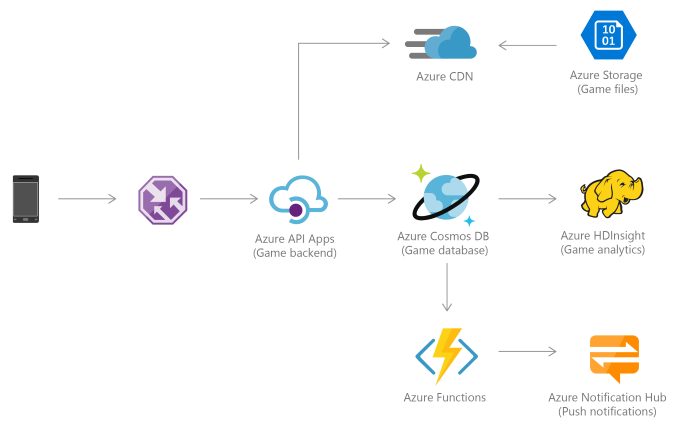 10
01
Azure CDN
Azure Storage
(Game files)
Azure API Apps
(Game backend)
Azure Cosmos DB
(Game database)
Azure HDInsight
(Game analytics)
Azure Functions
Azure Notification Hub
(Push notifications)